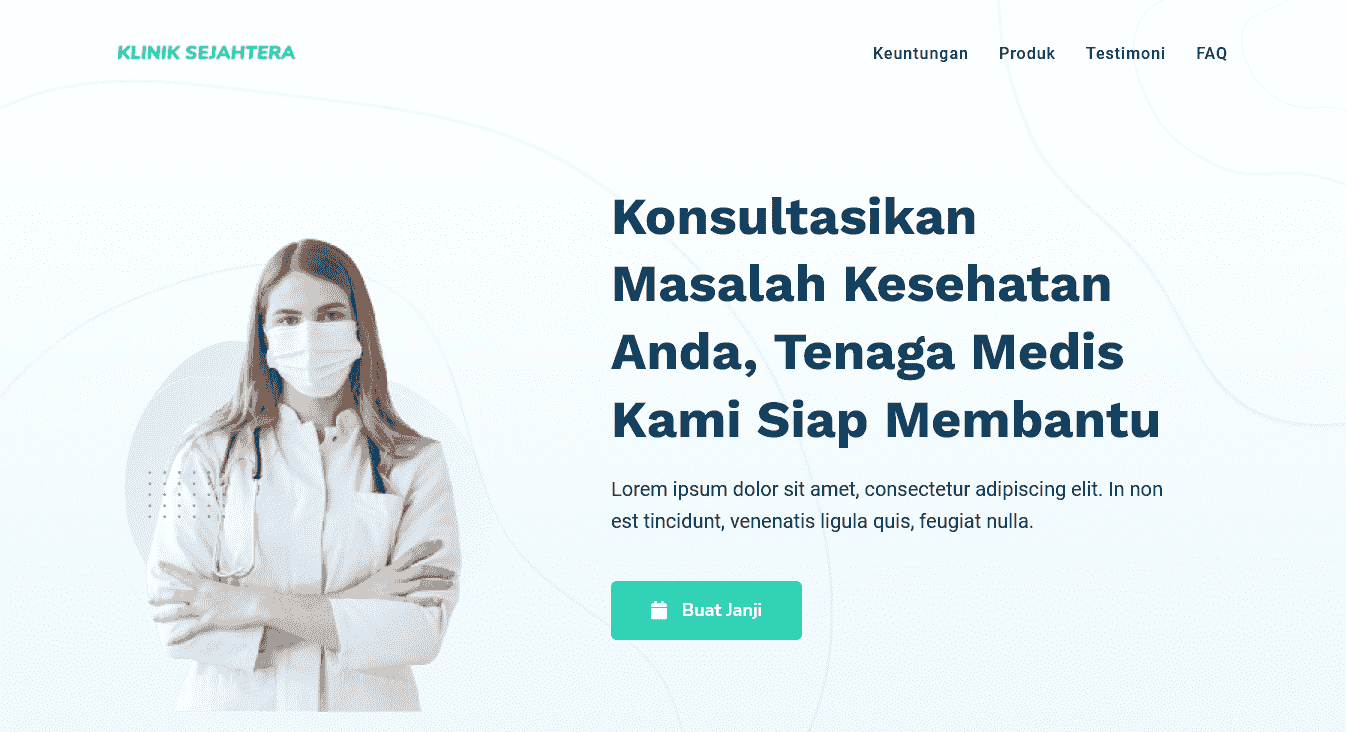 KLINIK SEJAHTERA
Keuntungan Produk Testimoni FAQ
Konsultasikan
Masalah Kesehatan
Anda, Tenaga Medis
Kami Siap Membantu
Lorem ipsum dolor sit amet, consectetur adipiscing elit. In non
est tincidunt, venenatis ligula quis, feugiat nulla.
Buat Janji